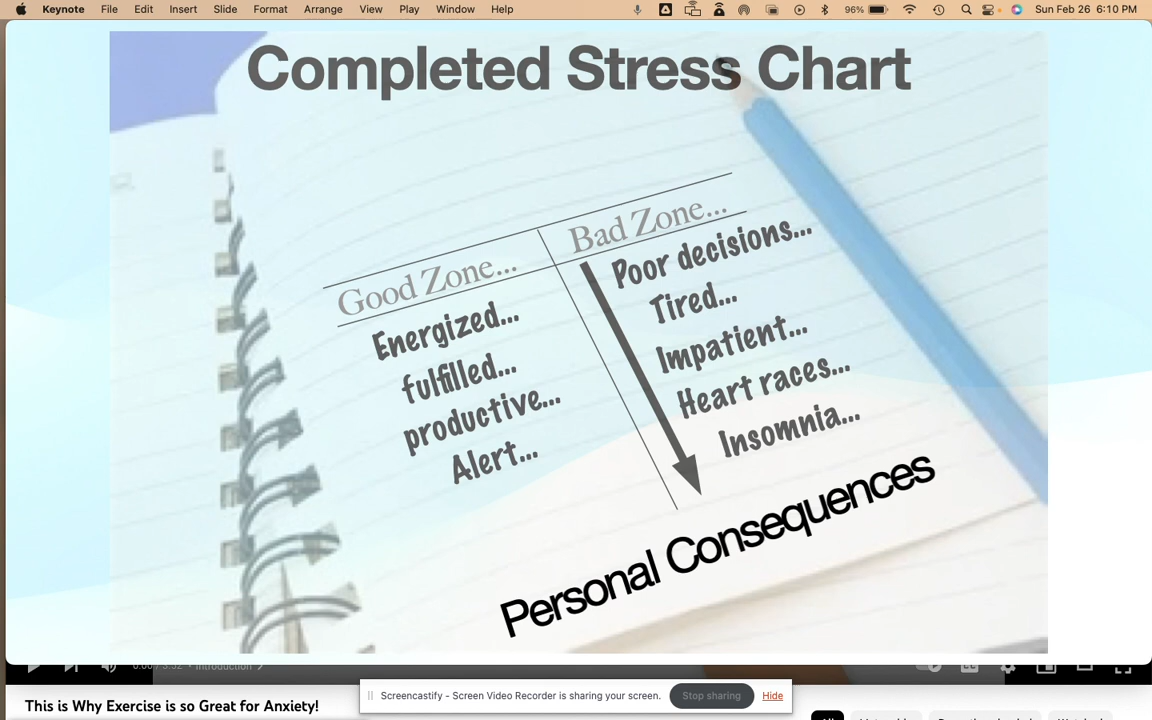 Keynote File Edit Insert Slide Format Arrange View Play Window Help 96% Sun Feb 26 6:10 PM
Completed Stress Chart
Good Zone...
Bad Zone...
Energized...
fulfilled...
productive...
Alert...
Poor decisions...
Tired...
Impatient...
Heart races...
Insomnia...
Personal Consequences
Introduction
Screencastify - Screen Video Recorder is sharing your screen. Stop sharing Hide
This is Why Exercise is so Great for Anxiety!